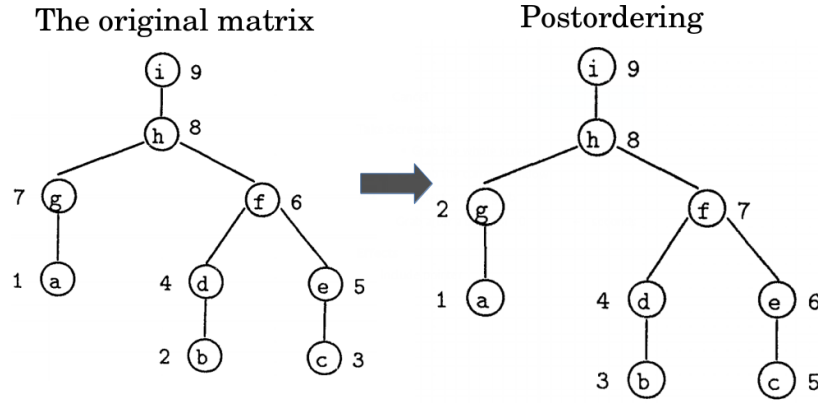 The original matrix
Postordering
i 9
h 8
7 g
f 6
1 a
4 d
e 5
2 b
c 3
i 9
h 8
2 g
f 7
1 a
4 d
e 6
3 b
c 5